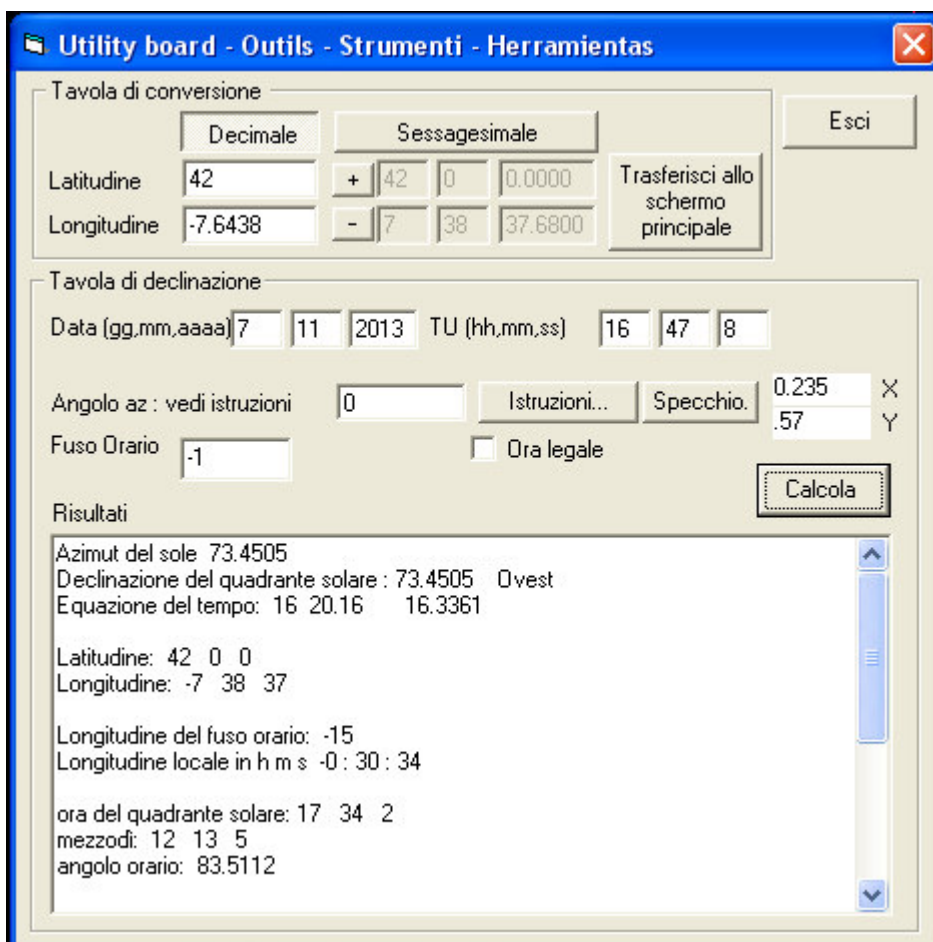 Utility board - Outils - Strumenti - Herramientas
Tavola di conversione
Decimale Sessagesimale Esci
Latitudine 42 + 42 0 0.0000
Longitudine -7.6438 - 7 38 37.6800
Trasferisci allo
schermo
principale
Tavola di declinazione
Data (gg,mm,aaaa) 7 11 2013 TU (hh,mm,ss) 16 47 8
Angolo az : vedi istruzioni 0 Istruzioni... Specchio. 0.235 X
.57 Y
Fuso Orario -1 Ora legale
Calcola
Risultati
Azimut del sole 73.4505
Declinazione del quadrante solare : 73.4505 Ovest
Equazione del tempo: 16 20.16 16.3361
Latitudine: 42 0 0
Longitudine: -7 38 37
Longitudine del fuso orario: -15
Longitudine locale in h m s -0 : 30 : 34
ora del quadrante solare: 17 34 2
mezzodì: 12 13 5
angolo orario: 83.5112